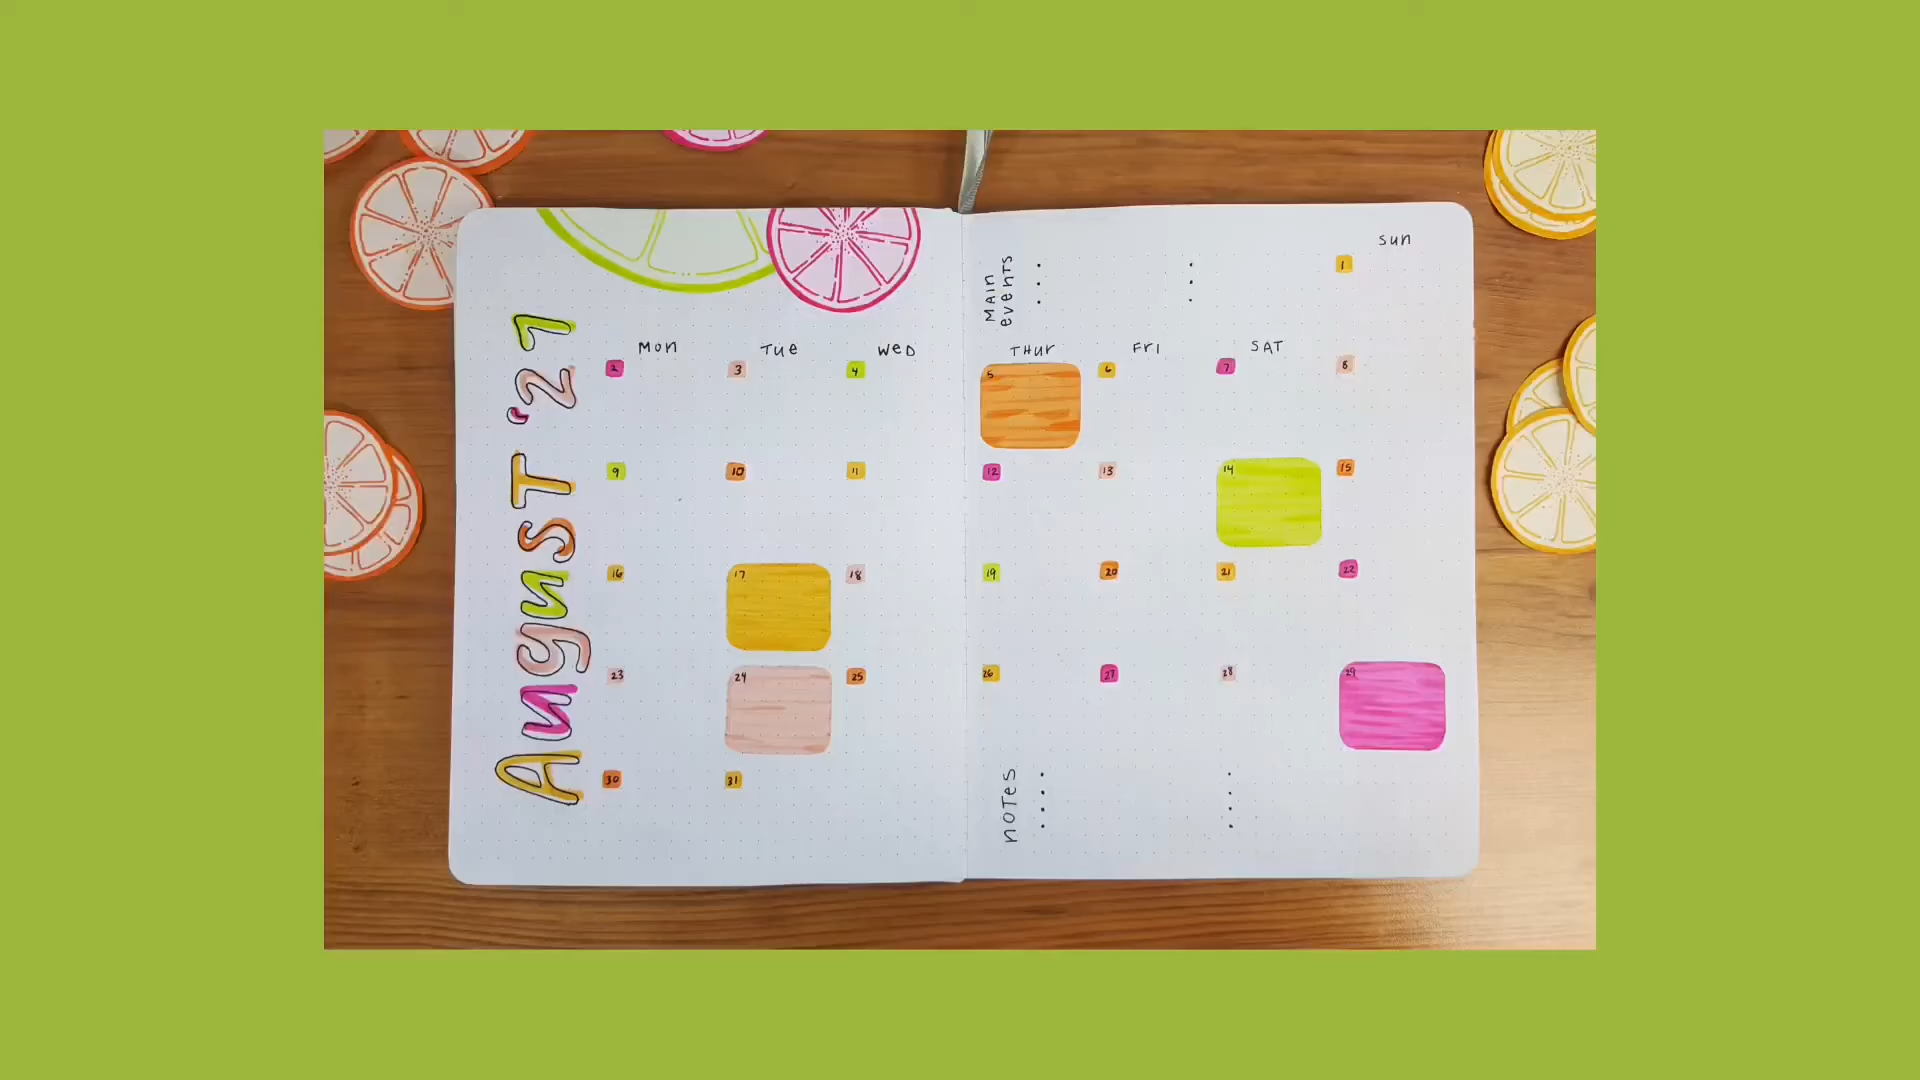 August '21
Mon Tue Wed
2 3 4
9 10 11
16 17 18
23 24 25
30 31
Main
events
Sun
1
Thur Fri Sat
5 6 7 8
12 13 14 15
19 20 21 22
26 27 28 29
notes